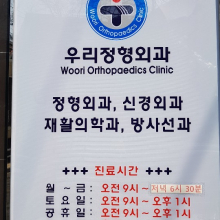 Woori Orthopaedics Clinic
우리정형외과
Woori Orthopaedics Clinic
정형외과, 신경외과
재활의학과, 방사선과
+++ 진료시간 +++
월 ~ 금 : 오전 9시 ~ 저녁 6시 30분
토 요 일 : 오전 9시 ~ 오후 1시
공 휴 일 : 오전 9시 ~ 오후 1시